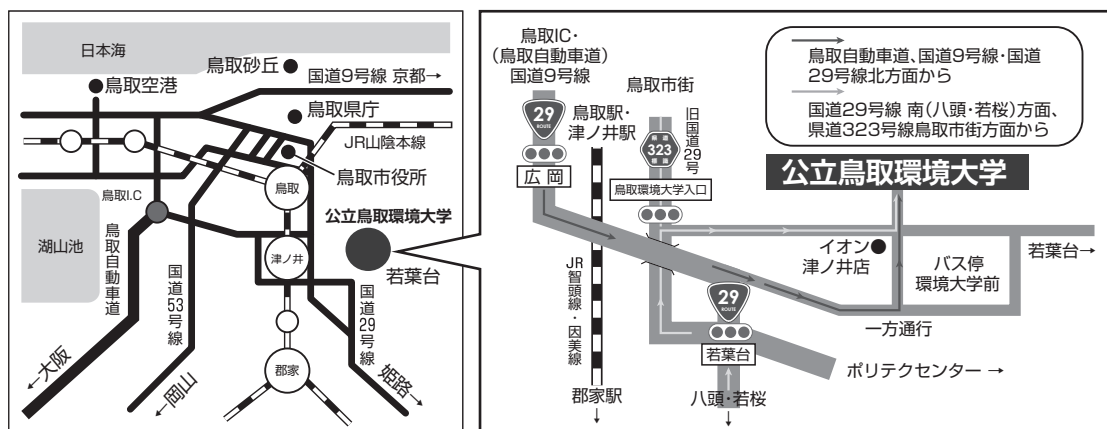 日本海
鳥取砂丘
国道9号線 京都→
鳥取空港
鳥取県庁
JR山陰本線
鳥取市役所
鳥取
鳥取I.C
公立鳥取環境大学
湖山池
鳥取自動車道
国道53号線
津ノ井
若葉台
国道29号線
郡家
←大阪
←岡山
姫路→
鳥取IC・
(鳥取自動車道)
国道9号線
29
ROUTE
広岡
鳥取駅・
津ノ井駅
鳥取市街
県道
323
鳥取
旧国道29号
鳥取環境大学入口
鳥取自動車道、国道9号線・国道
29号線北方面から
国道29号線 南(八頭・若桜)方面、
県道323号線鳥取市街方面から
公立鳥取環境大学
イオン
津ノ井店
バス停
環境大学前
若葉台→
一方通行
JR智頭線・因美線
29
ROUTE
若葉台
ポリテクセンター →
郡家駅
↓
八頭・若桜
↓